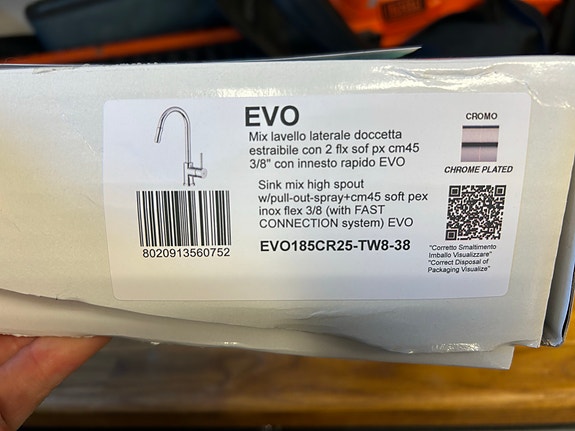 EVO
Mix lavello laterale doccetta
estraibile con 2 flx sof px cm45
3/8" con innesto rapido EVO
Sink mix high spout
w/pull-out-spray+cm45 soft pex
inox flex 3/8 (with FAST
CONNECTION system) EVO
EVO185CR25-TW8-38
8020913560752
CROMO
CHROME PLATED
"Corretto Smaltimento
Imballo Visualizzare"
"Correct Disposal of
Packaging Visualize"